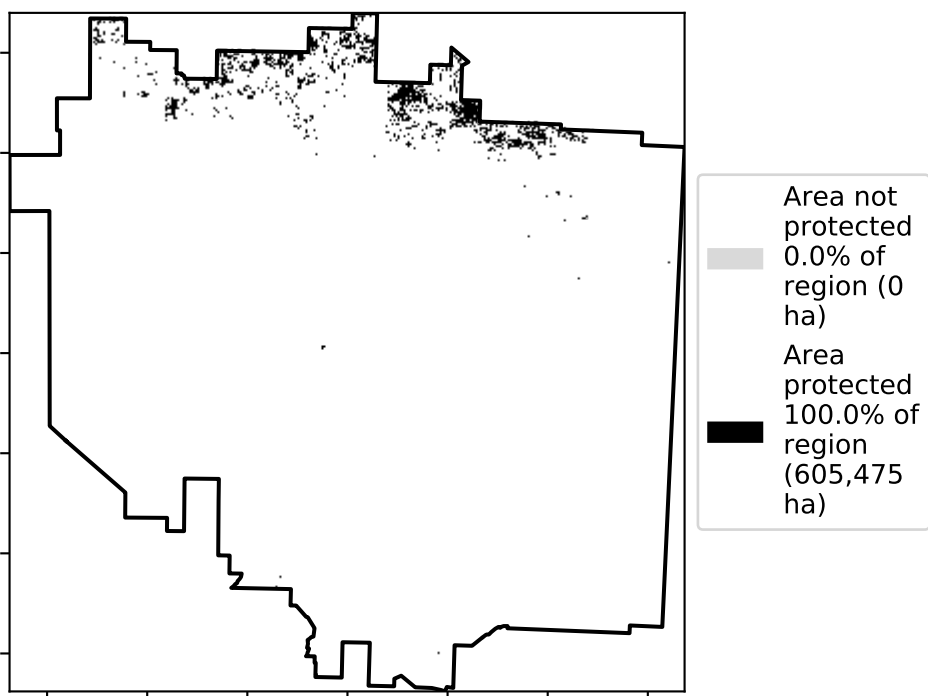 Area not
protected
0.0% of
region (0
ha)
Area
protected
100.0% of
region
(605,475
ha)